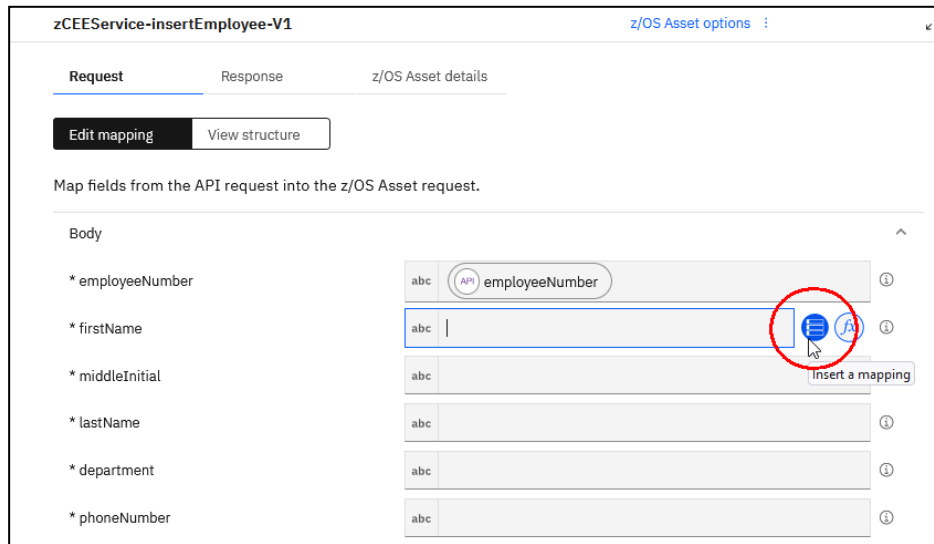 zCEEService-insertEmployee-V1 z/OS Asset options
Request Response z/OS Asset details
Edit mapping View structure
Map fields from the API request into the z/OS Asset request.
Body
* employeeNumber abc API employeeNumber
* firstName abc fx
Insert a mapping
* middleInitial abc
* lastName abc
* department abc
* phoneNumber abc